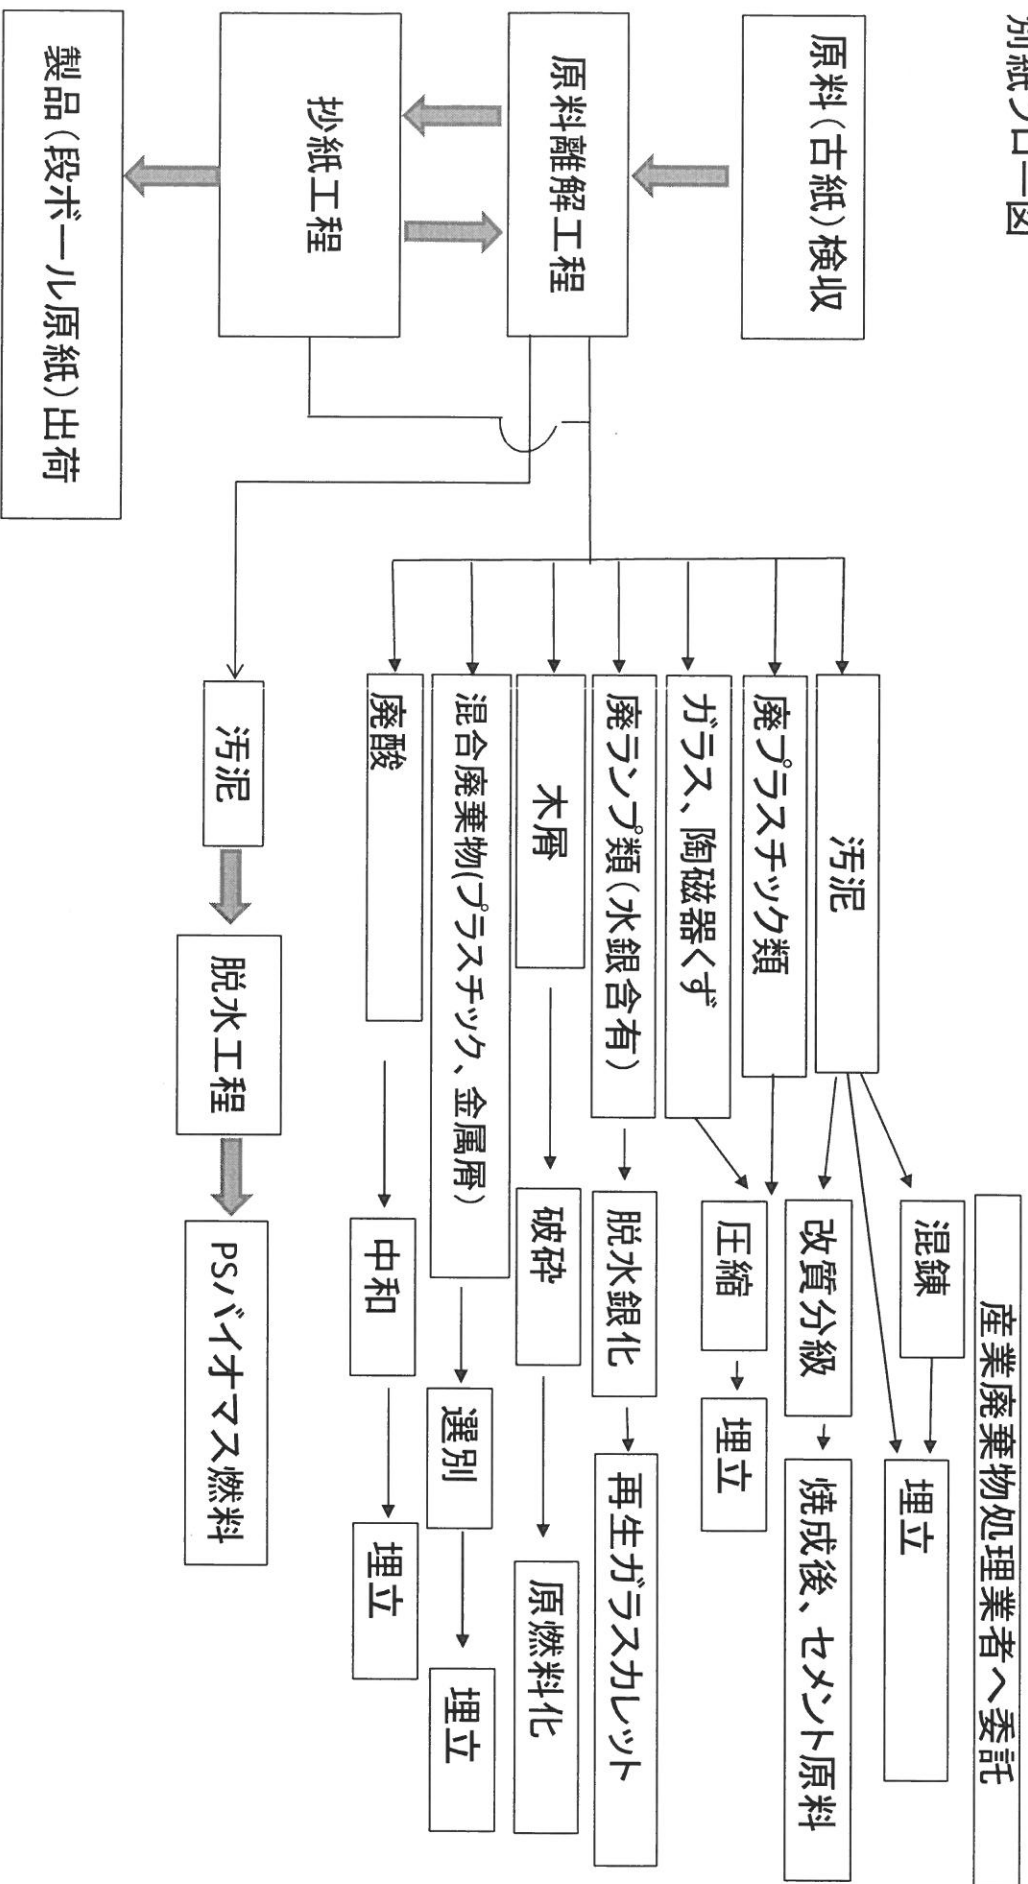 別紙フロー図
産業廃棄物処理業者へ委託
原料(古紙)検収
原料離解工程
抄紙工程
製品(段ボール原紙)出荷
汚泥
混錬
埋立
改質分級
焼成後、セメント原料
廃プラスチック類
圧縮
埋立
ガラス、陶磁器くず
廃ランプ類(水銀含有)
脱水銀化
再生ガラスカレット
木屑
破砕
原燃料化
混合廃棄物(プラスチック、金属屑)
選別
埋立
廃酸
中和
埋立
汚泥
脱水工程
PSバイオマス燃料